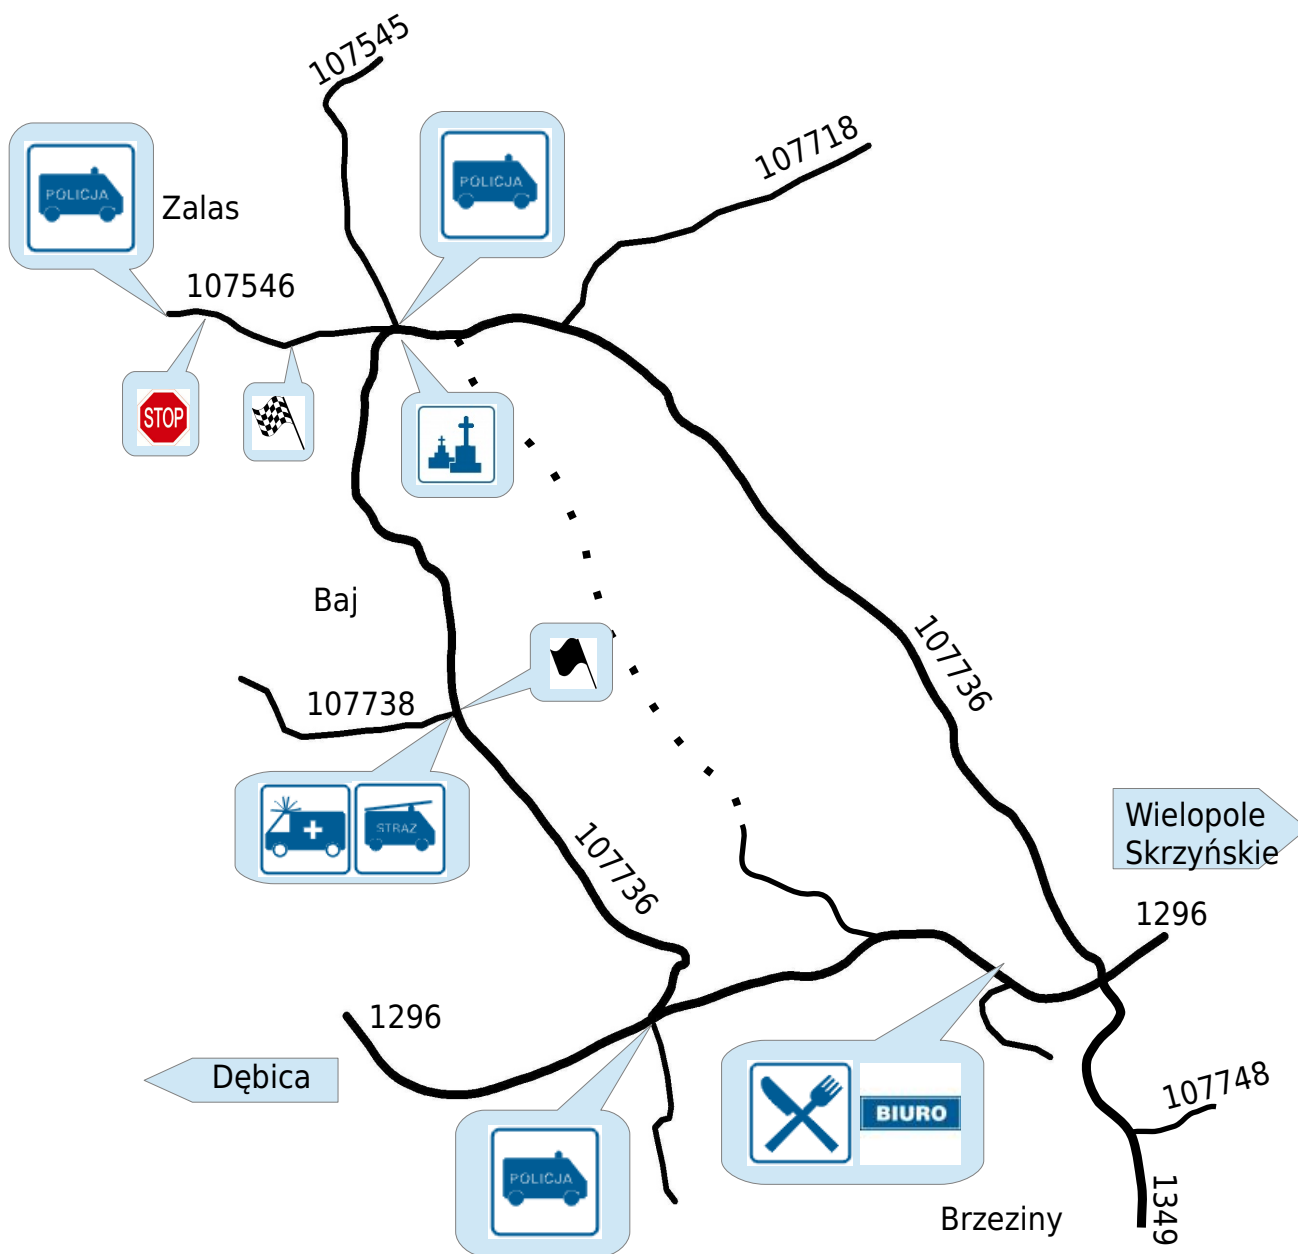 107545
107718
POLICJA
POLICJA
Zalas
107546
STOP
Baj
107736
107738
STRAŻ
107736
Wielopole
Skrzyńskie
1296
1296
Dębica
107748
BIURO
POLICJA
1349
Brzeziny